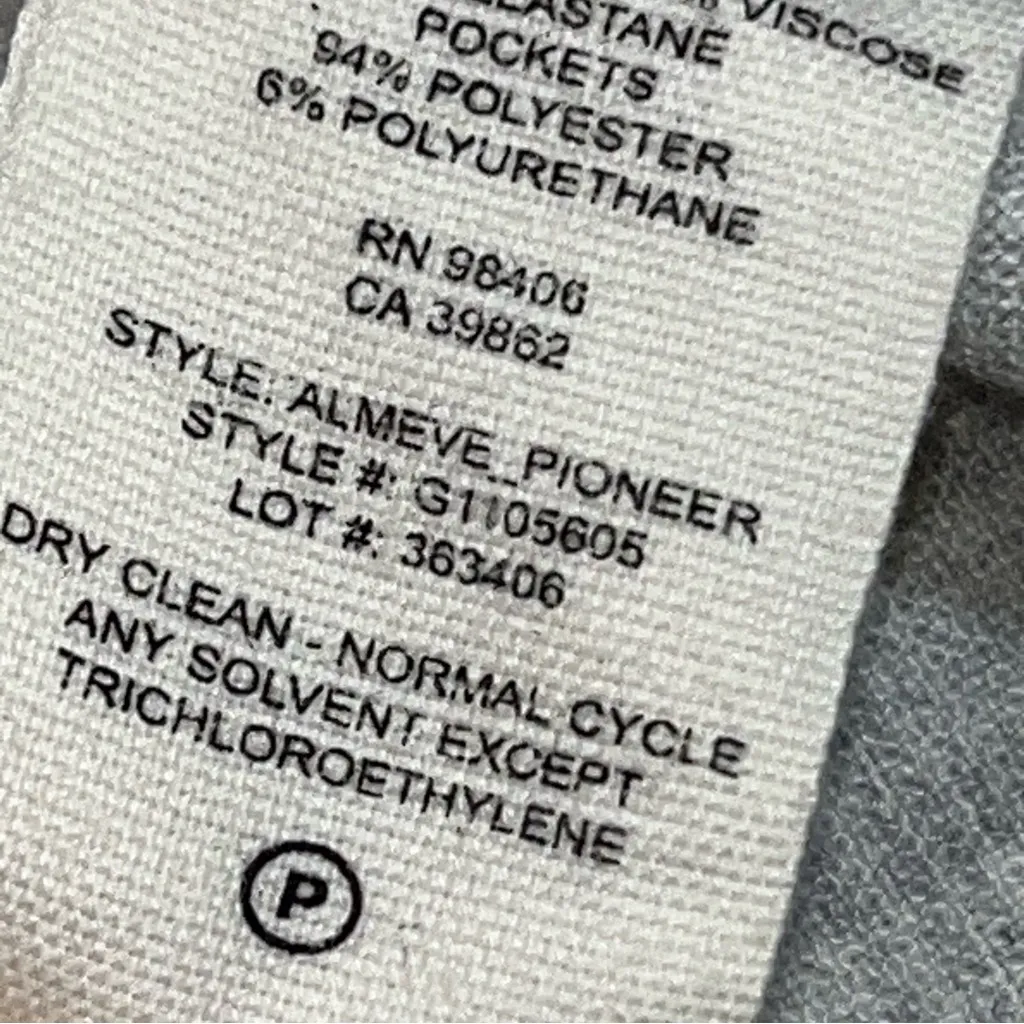 VISCOSE
ELASTANE
POCKETS
94% POLYESTER
6% POLYURETHANE
RN 98406
CA 39862
STYLE: ALMEVE_PIONEER
STYLE #: G1105605
LOT #: 363406
DRY CLEAN - NORMAL CYCLE
ANY SOLVENT EXCEPT
TRICHLOROETHYLENE
P